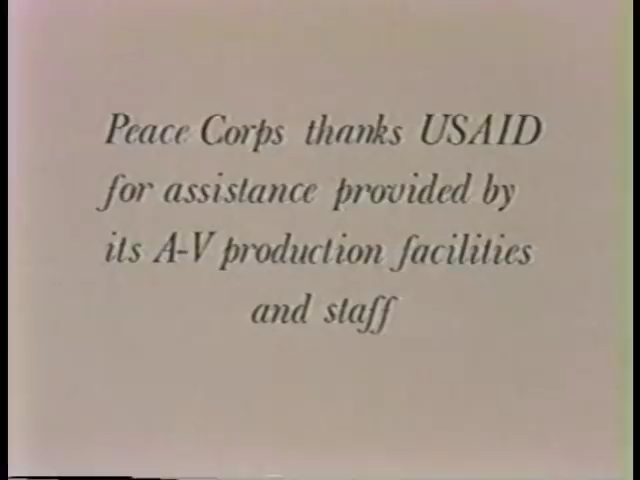 Peace Corps thanks USAID
for assistance provided by
its A-V production facilities
and staff